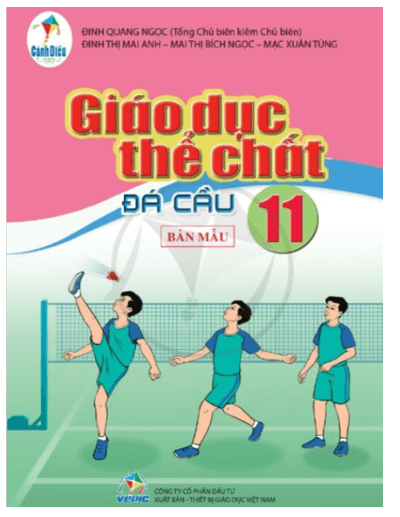 ĐINH QUANG NGỌC (Tổng Chủ biên kiêm Chủ biên)
ĐINH THỊ MAI ANH – MAI THỊ BÍCH NGỌC – MẠC XUÂN TÙNG
Cánh Diều
Giáo dục
thể chất
ĐÁ CẦU
11
BẢN MẪU
VEPIC
CÔNG TY CỔ PHẦN ĐẦU TƯ
XUẤT BẢN – THIẾT BỊ GIÁO DỤC VIỆT NAM